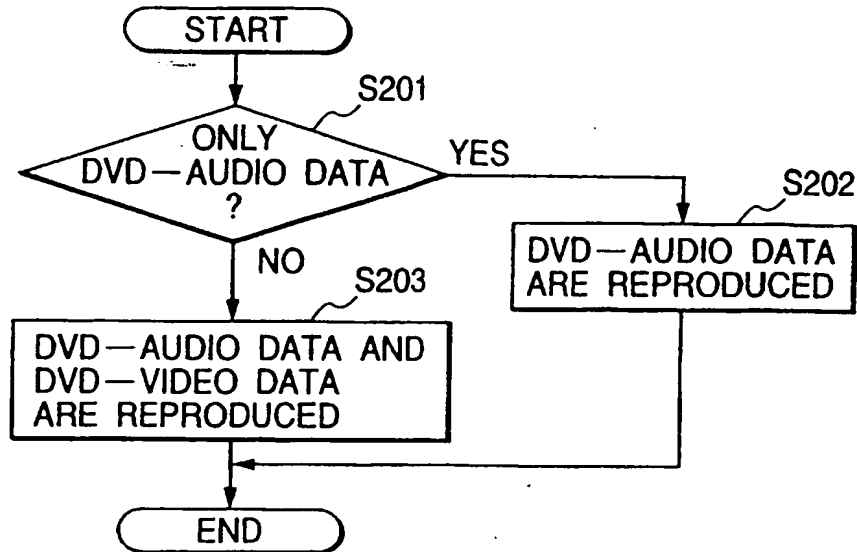 START
S201
ONLY
DVD—AUDIO DATA
?
YES
S202
DVD—AUDIO DATA
ARE REPRODUCED
NO
S203
DVD—AUDIO DATA AND
DVD—VIDEO DATA
ARE REPRODUCED
END